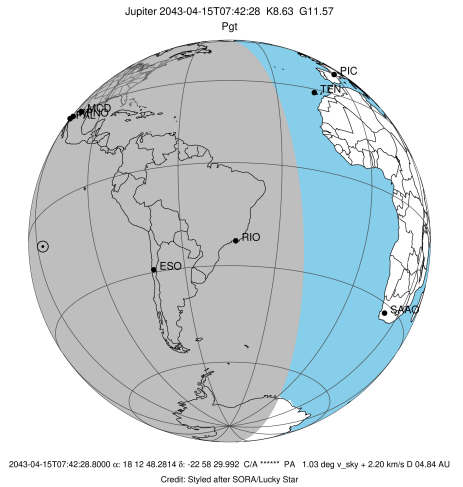 Jupiter 2043-04-15T07:42:28 K8.63 G11.57
Pgt
PIC
TEN
MCD
RIO
ESO
SAAO
2043-04-15T07:42:28.8000 α: 18 12 48.2814 δ: -22 58 29.992 C/A ****** PA 1.03 deg v_sky + 2.20 km/s D 04.84 AU
Credit: Styled after SORA/Lucky Star